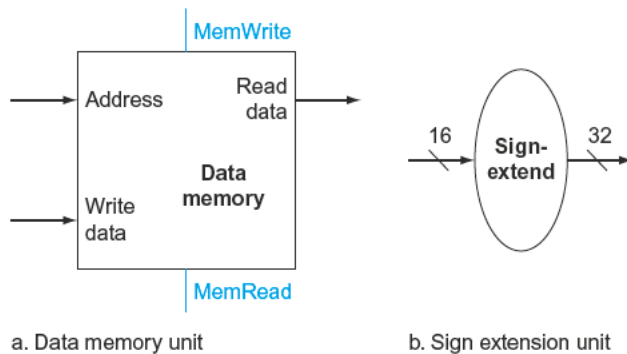 MemWrite
Address
Read
data
Data
memory
Write
data
MemRead
a. Data memory unit
16
Sign-
extend
32
b. Sign extension unit